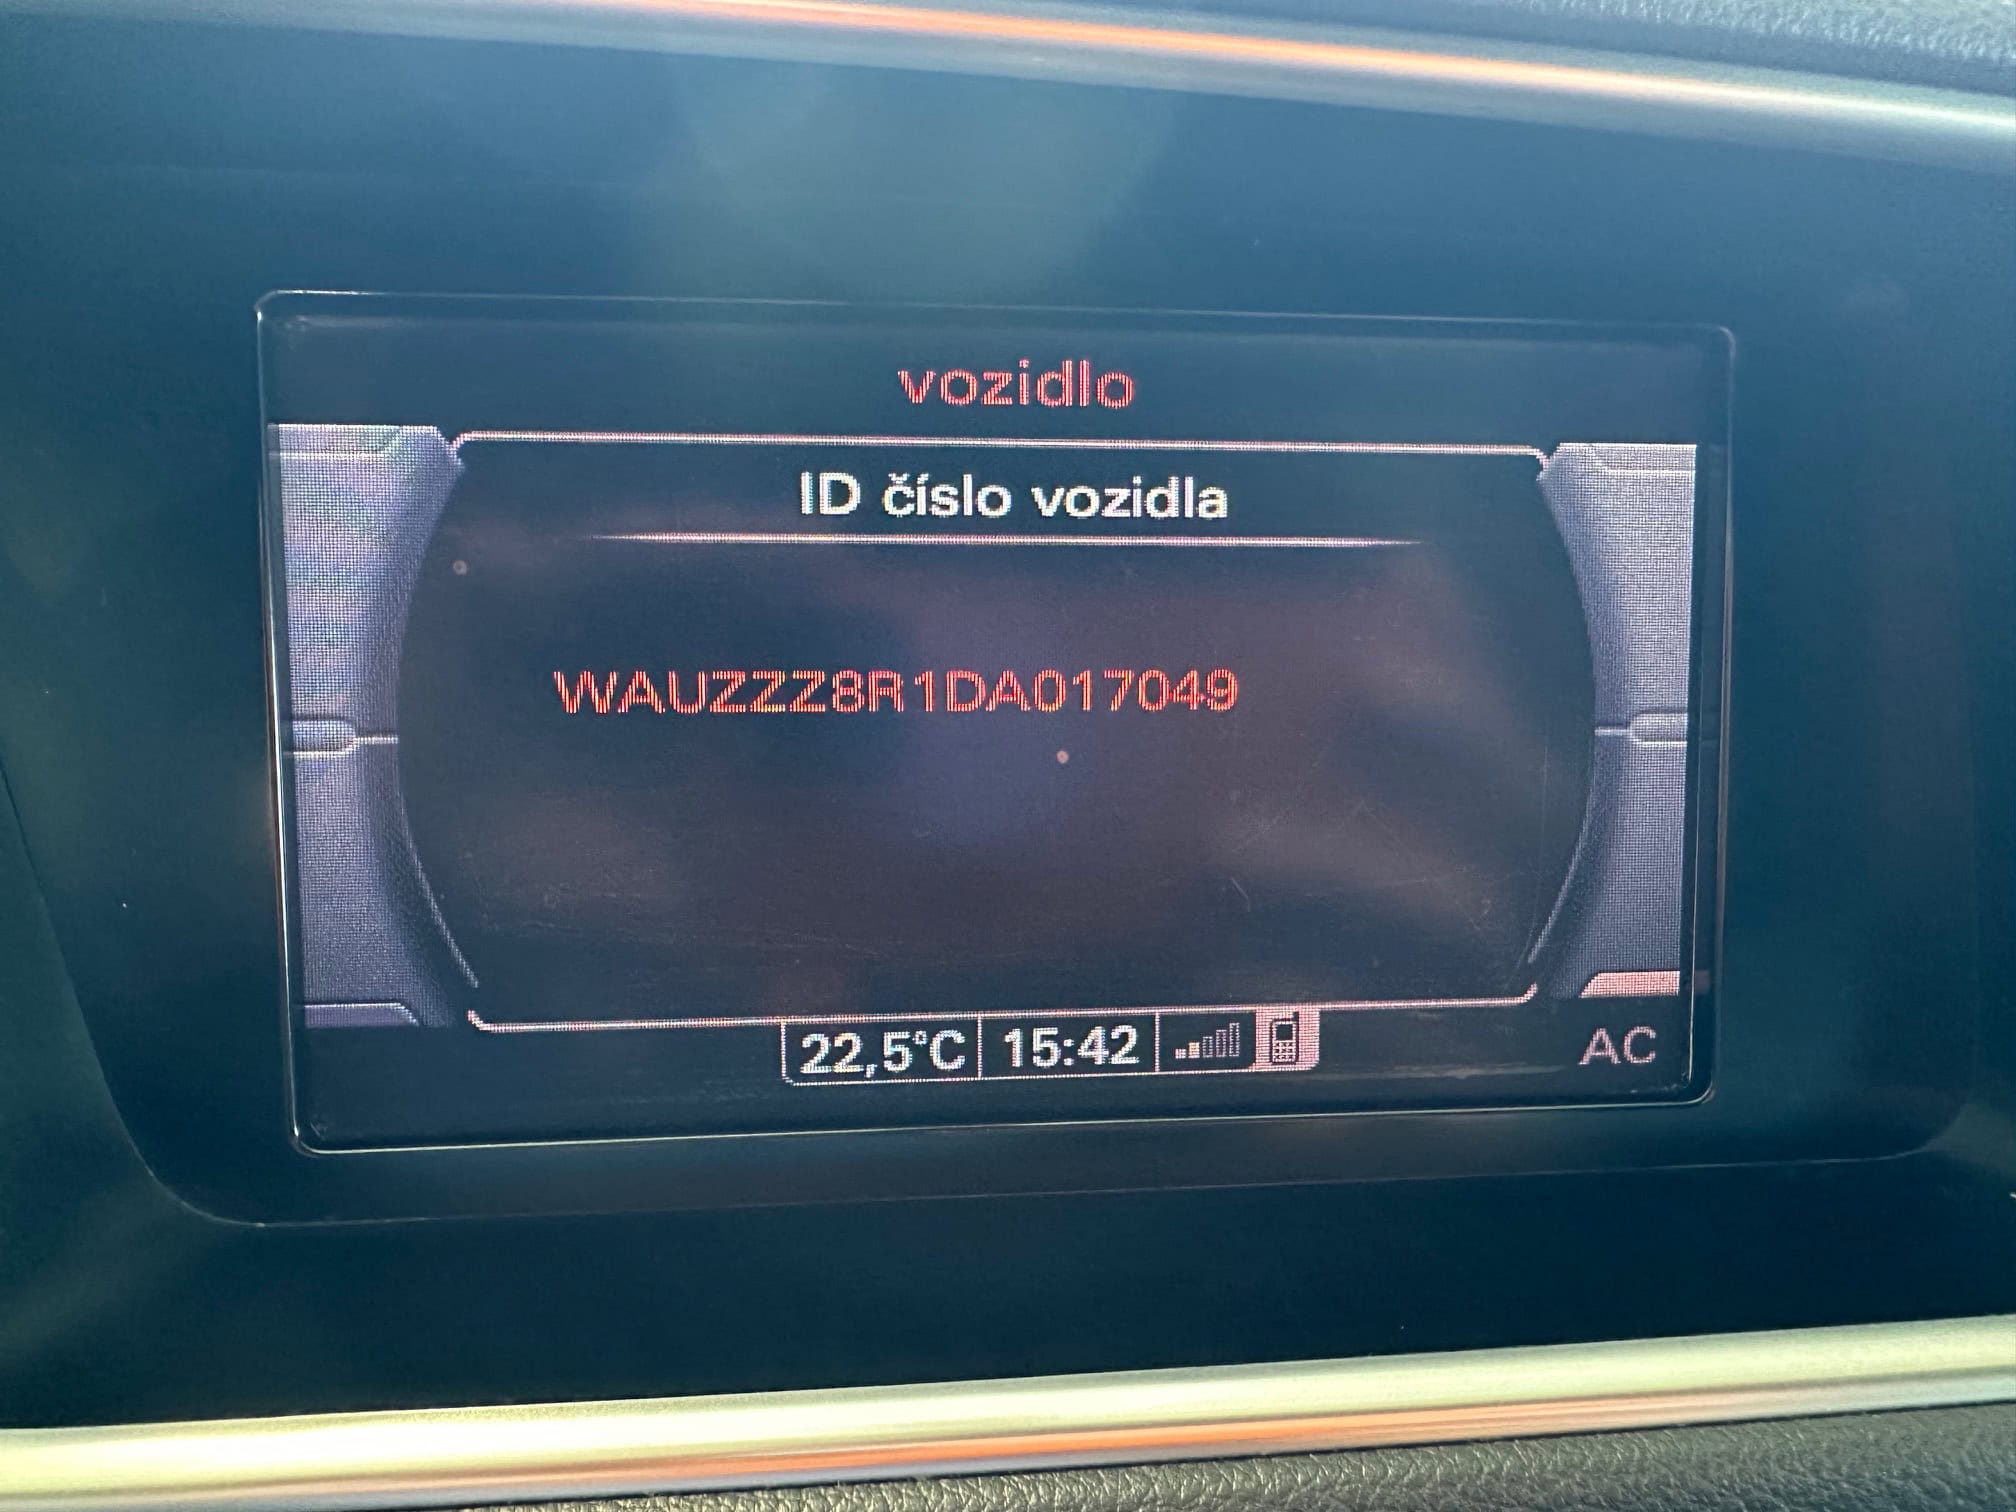 vozidlo
ID číslo vozidla
WAUZZZ8R1DA017049
22,5°C 15:42
AC